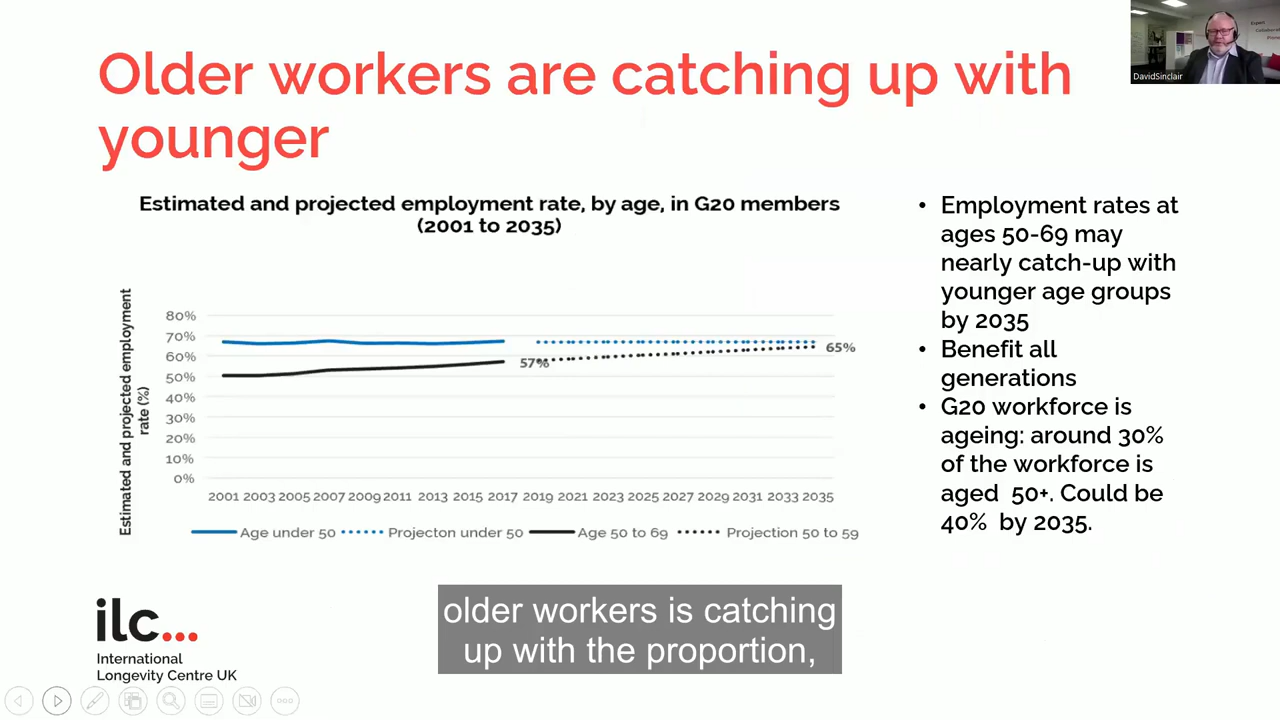 Older workers are catching up with
younger
DavidSinclair
Estimated and projected employment rate, by age, in G20 members
(2001 to 2035)
Estimated and projected employment
rate (%)
80%
70%
60%
50%
40%
30%
20%
10%
0%
57%
65%
2001 2003 2005 2007 2009 2011 2013 2015 2017 2019 2021 2023 2025 2027 2029 2031 2033 2035
Age under 50 Projecton under 50 Age 50 to 69 Projection 50 to 59
• Employment rates at
ages 50-69 may
nearly catch-up with
younger age groups
by 2035
• Benefit all
generations
• G20 workforce is
ageing: around 30%
of the workforce is
aged 50+. Could be
40% by 2035.
ilc...
International
Longevity Centre UK
older workers is catching
up with the proportion,